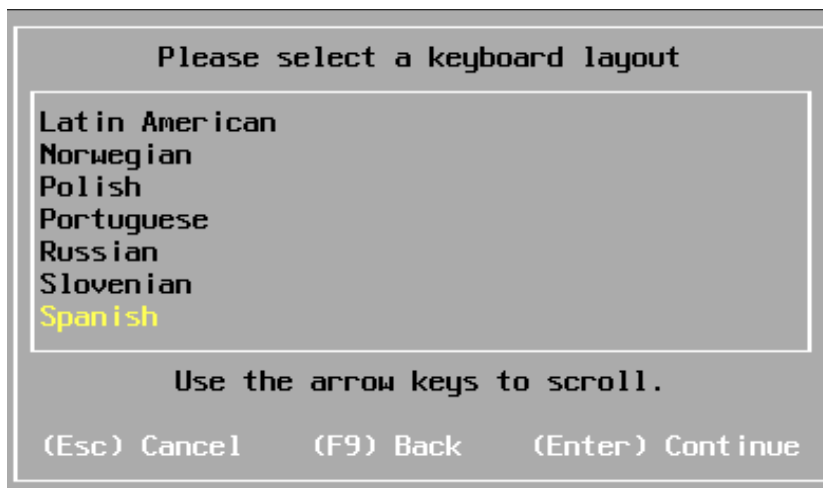 Please select a keyboard layout
Latin American
Norwegian
Polish
Portuguese
Russian
Slovenian
Spanish
Use the arrow keys to scroll.
(Esc) Cancel (F9) Back (Enter) Continue